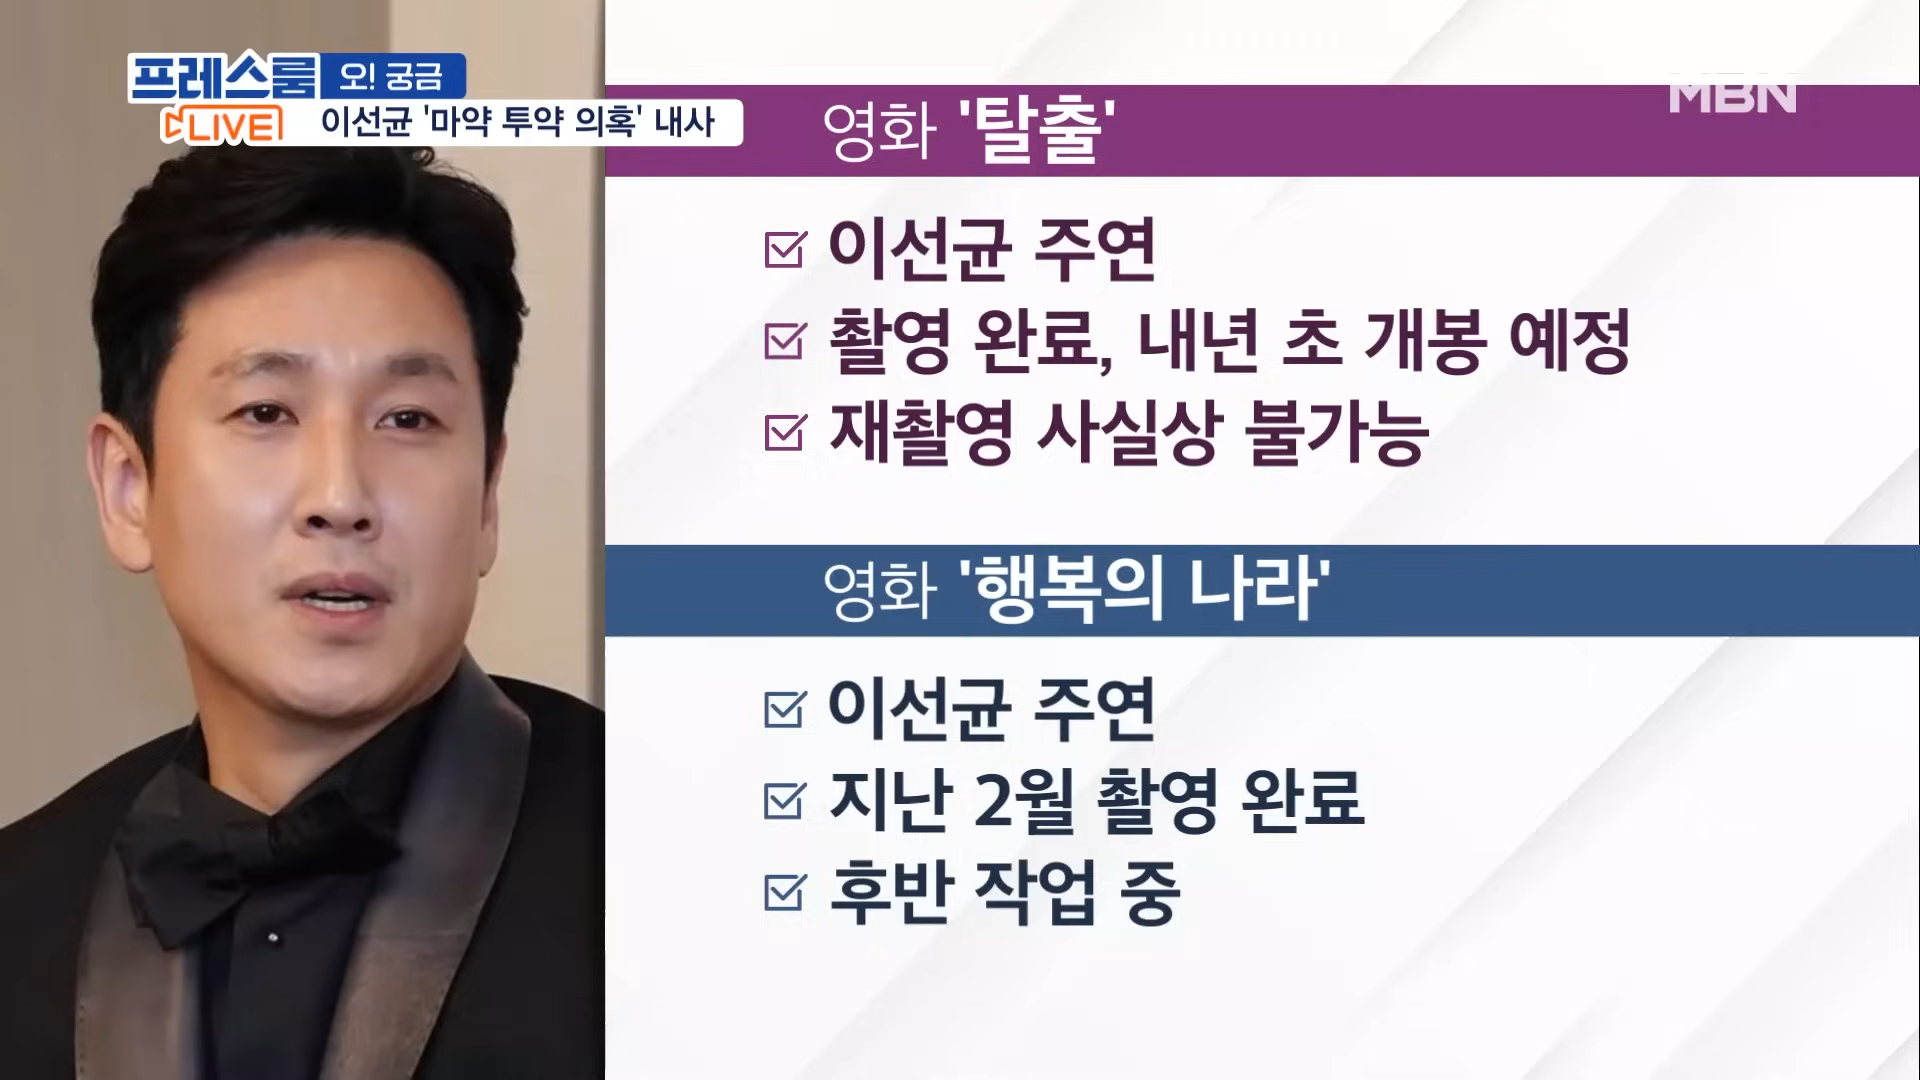 프레스룸 오! 궁금
LIVE 이선균 '마약 투약 의혹' 내사
MBN
영화 '탈출'
이선균 주연
촬영 완료, 내년 초 개봉 예정
재촬영 사실상 불가능
영화 '행복의 나라'
이선균 주연
지난 2월 촬영 완료
후반 작업 중